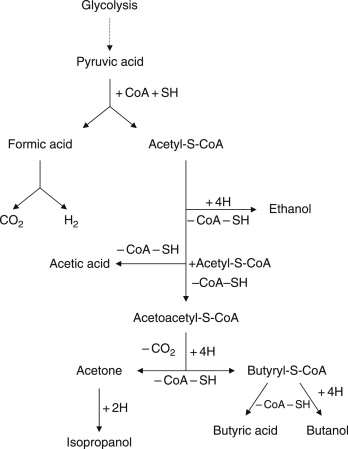 Glycolysis
Pyruvic acid
+ CoA + SH
Formic acid Acetyl-S-CoA
+ 4H
CO2 H2 Ethanol
– CoA – SH
– CoA – SH
Acetic acid +Acetyl-S-CoA
–CoA–SH
Acetoacetyl-S-CoA
–CO2 + 4H
Acetone Butyryl-S-CoA
–CoA – SH
+ 2H –CoA – SH + 4H
Isopropanol Butyric acid Butanol